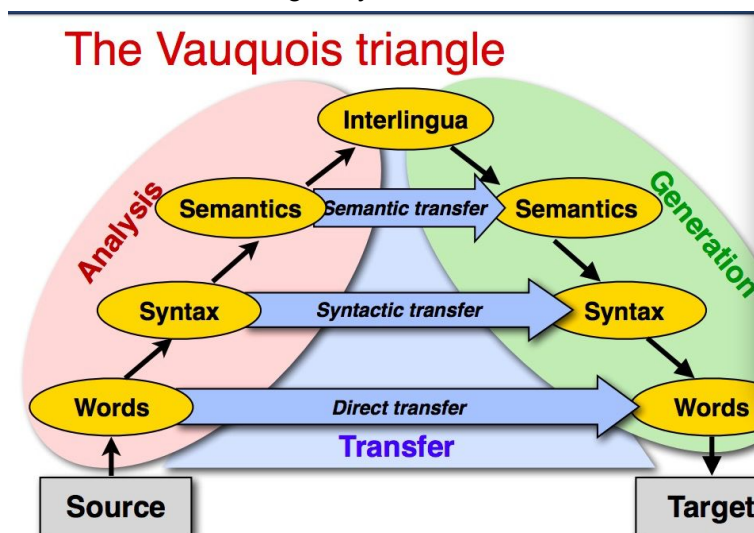 The Vauquois triangle
Interlingua
Analysis
Semantics
Semantic transfer
Semantics
Generation
Syntax
Syntactic transfer
Syntax
Words
Direct transfer
Words
Transfer
Source
Target